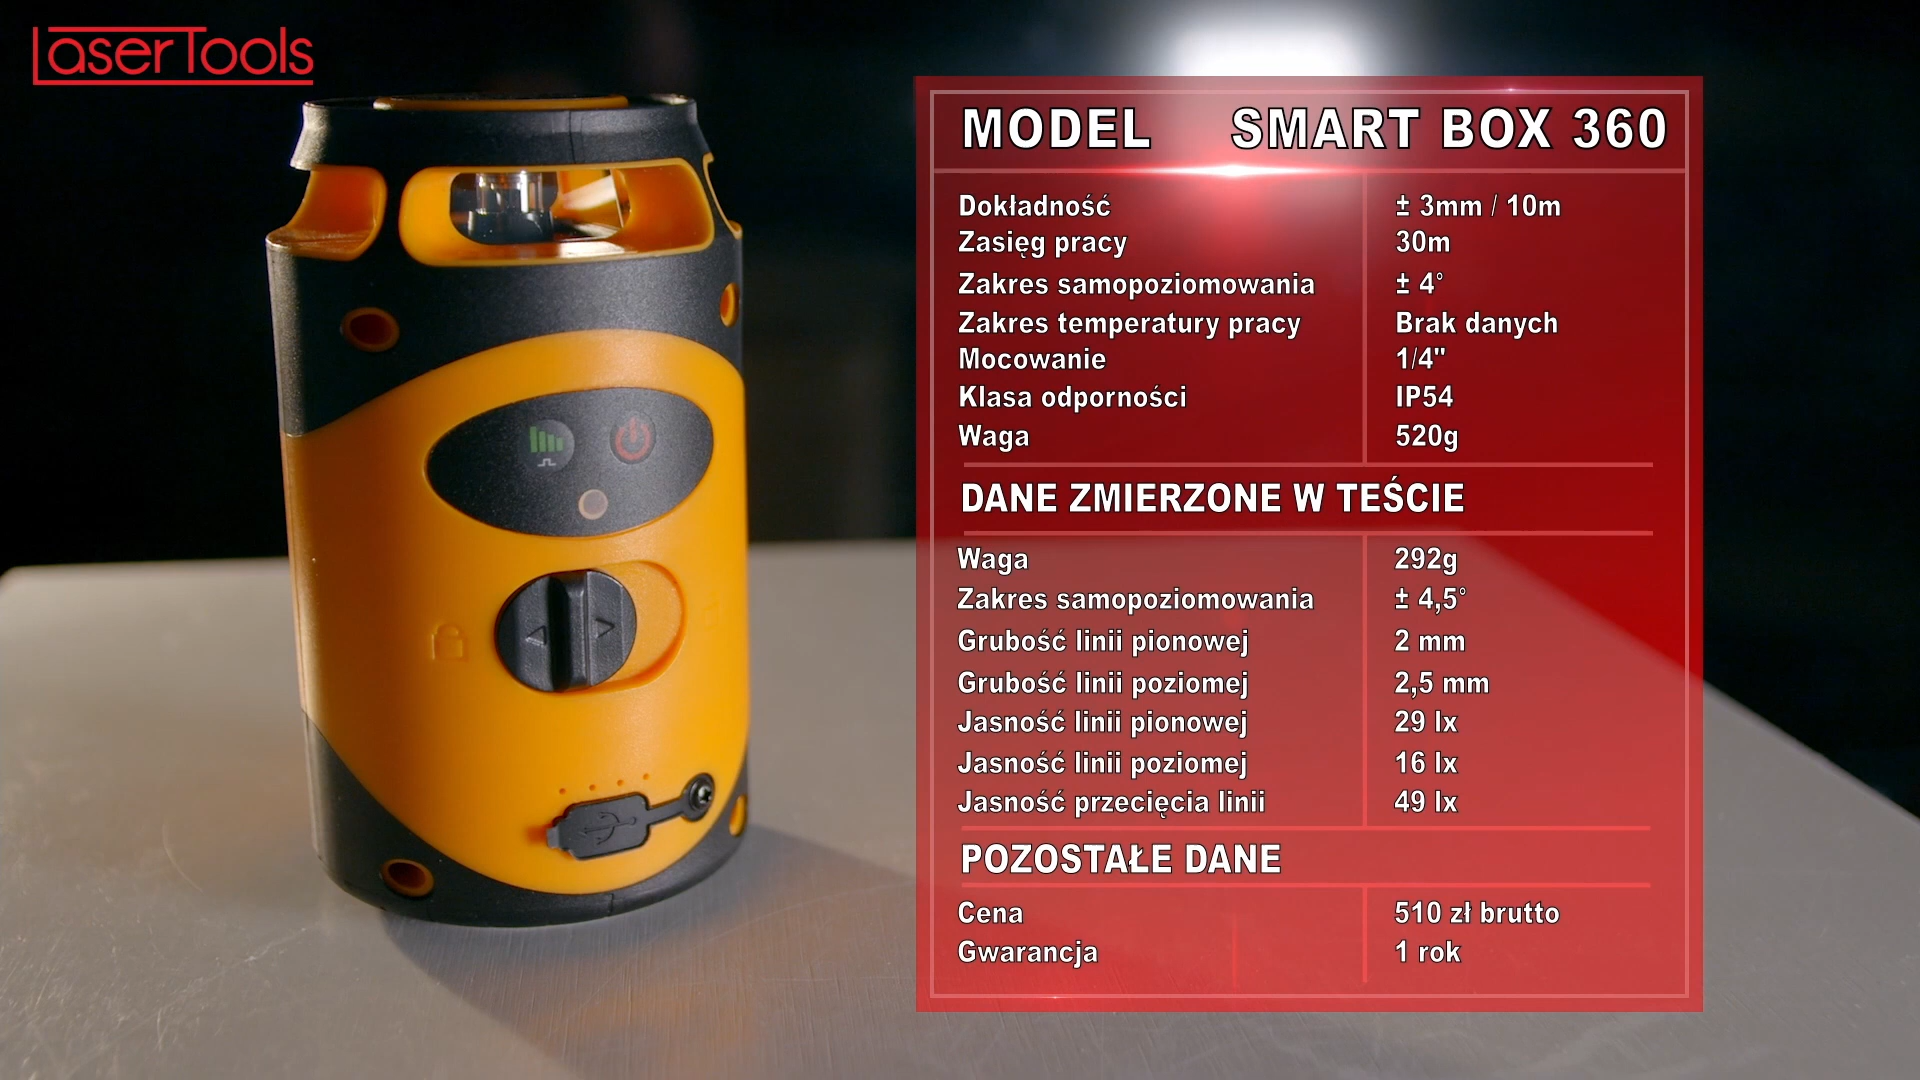 LaserTools
MODEL SMART BOX 360
Dokładność ± 3mm / 10m
Zasięg pracy 30m
Zakres samopoziomowania ± 4°
Zakres temperatury pracy Brak danych
Mocowanie 1/4"
Klasa odporności IP54
Waga 520g
DANE ZMIERZONE W TEŚCIE
Waga 292g
Zakres samopoziomowania ± 4,5°
Grubość linii pionowej 2 mm
Grubość linii poziomej 2,5 mm
Jasność linii pionowej 29 lx
Jasność linii poziomej 16 lx
Jasność przecięcia linii 49 lx
POZOSTAŁE DANE
Cena 510 zł brutto
Gwarancja 1 rok